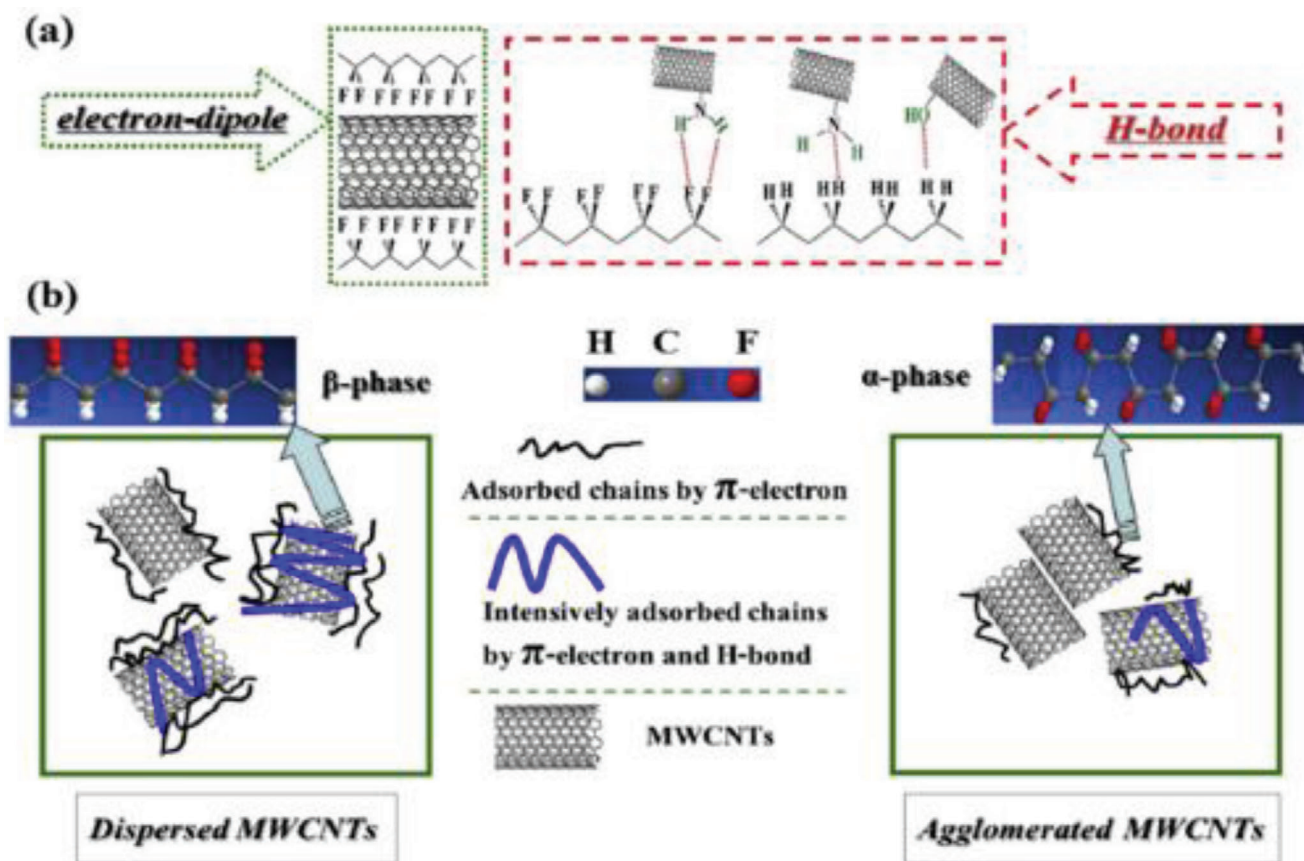 (a)
electron-dipole
F F F F F F F F
F F F F F F F F
N
H H
F F F F F F F F
N
H H
H H H H H H H H
HO
H-bond
(b)
β-phase
H C F
α-phase
Adsorbed chains by π-electron
Intensively adsorbed chains
by π-electron and H-bond
MWCNTs
Dispersed MWCNTs
Agglomerated MWCNTs